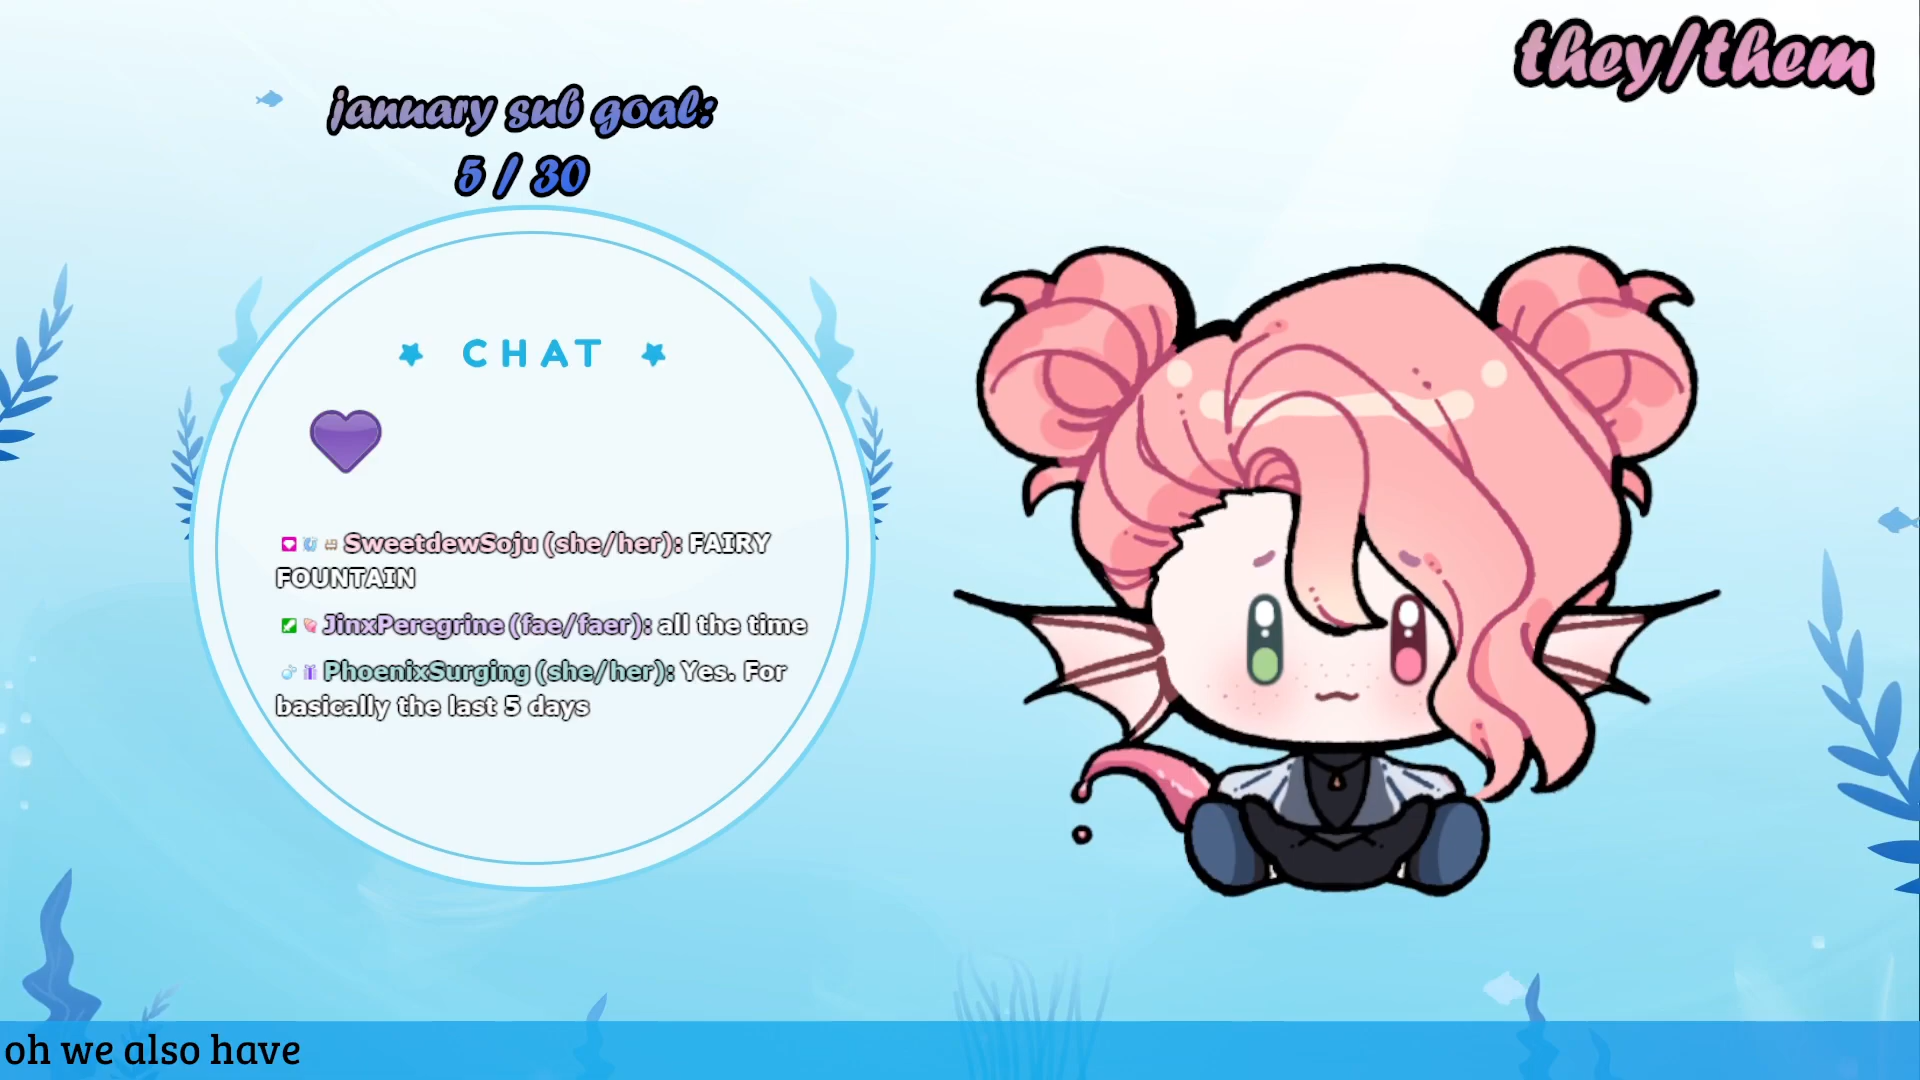 they/them
january sub goal:
5 / 30
CHAT
SweetdewSoju (she/her): FAIRY
FOUNTAIN
JinxPeregrine (fae/faer): all the time
PhoenixSurging (she/her): Yes. For
basically the last 5 days
oh we also have